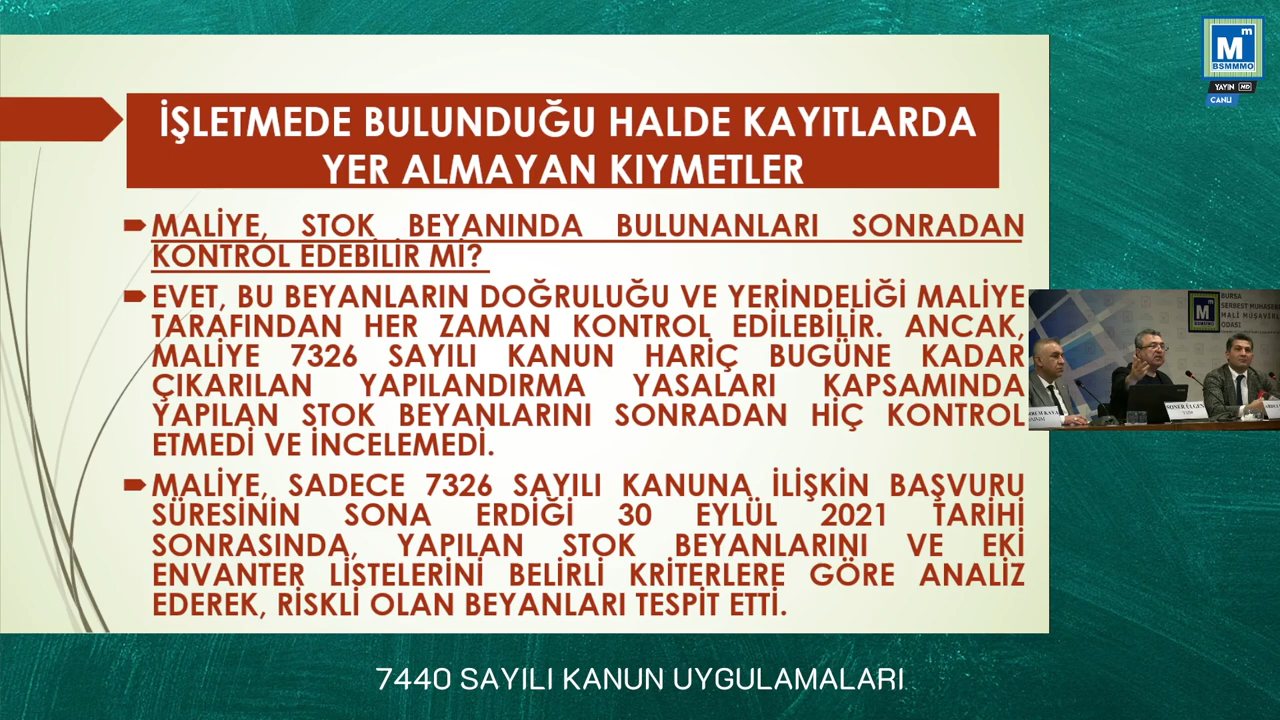 İŞLETMEDE BULUNDUĞU HALDE KAYITLARDA
YER ALMAYAN KIYMETLER
MALİYE, STOK BEYANINDA BULUNANLARI SONRADAN
KONTROL EDEBİLİR Mİ?
EVET, BU BEYANLARIN DOĞRULUĞU VE YERİNDELİĞİ MALİYE
TARAFINDAN HER ZAMAN KONTROL EDİLEBİLİR. ANCAK,
MALİYE 7326 SAYILI KANUN HARİÇ BUGÜNE KADAR
ÇIKARILAN YAPILANDIRMA YASALARI KAPSAMINDA
YAPILAN STOK BEYANLARINI SONRADAN HİÇ KONTROL
ETMEDİ VE İNCELEMEDİ.
MALİYE, SADECE 7326 SAYILI KANUNA İLİŞKİN BAŞVURU
SÜRESİNİN SONA ERDİĞİ 30 EYLÜL 2021 TARİHİ
SONRASINDA, YAPILAN STOK BEYANLARINI VE EKİ
ENVANTER LİSTELERİNİ BELİRLİ KRİTERLERE GÖRE ANALİZ
EDEREK, RİSKLİ OLAN BEYANLARI TESPİT ETTİ.
Mm
BSMMMO
YAYIN HD
CANLI
BURSA
SERBEST MUHASE
MALİ MÜŞAVİRL
ODASI
SONER ÜLGEN
7440 SAYILI KANUN UYGULAMALARI